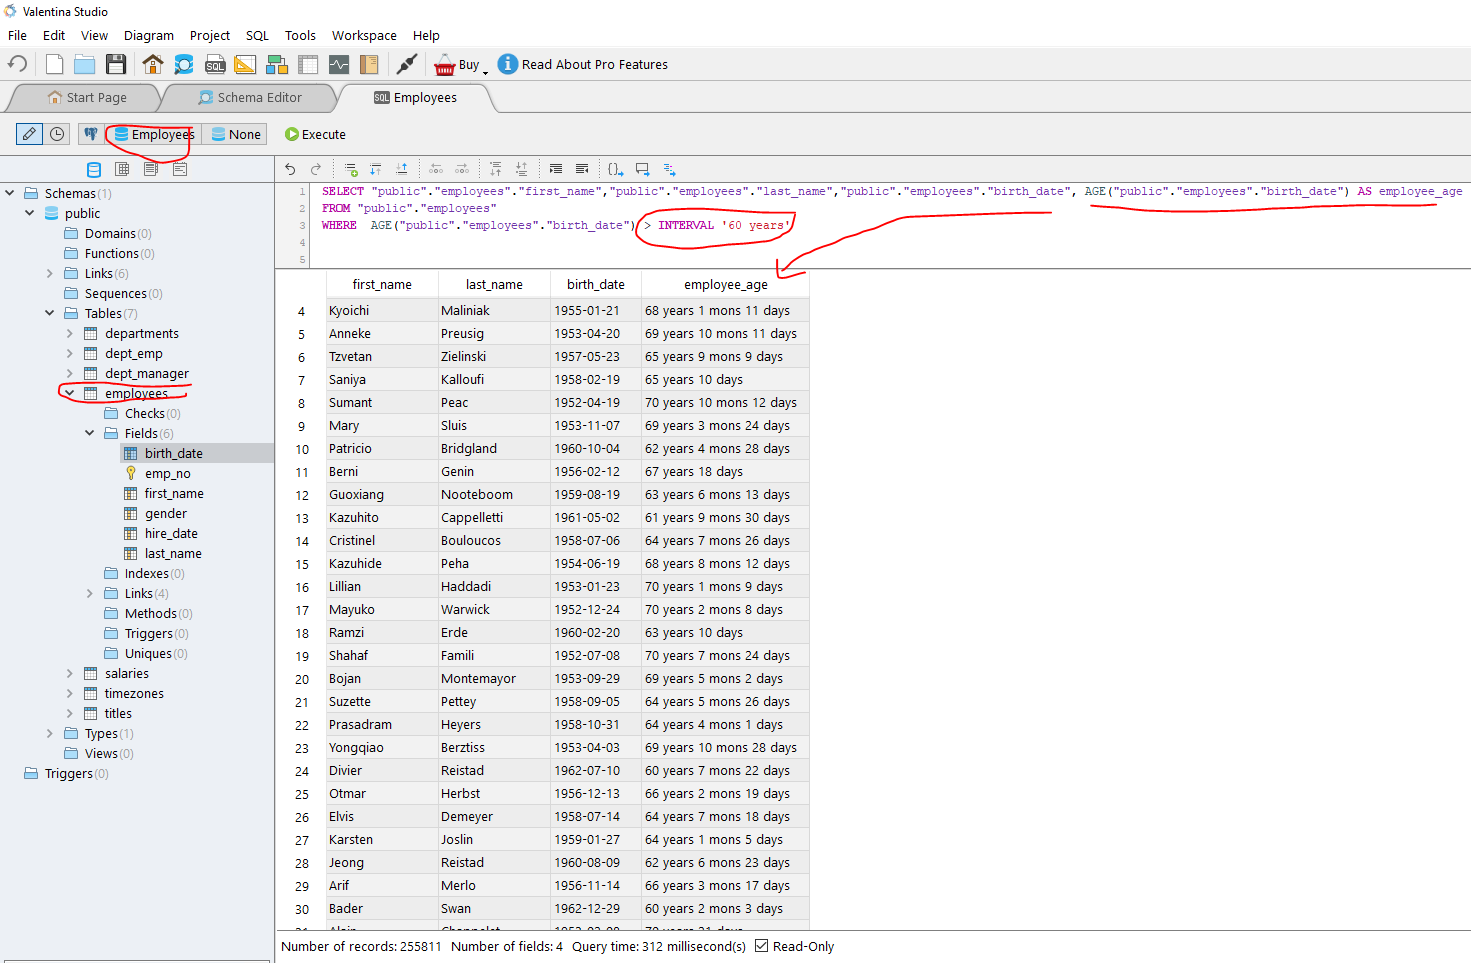 Valentina Studio
File Edit View Diagram Project SQL Tools Workspace Help
SQL Buy Read About Pro Features
Start Page Schema Editor SQL Employees
Employees None Execute
Schemas(1)
public
Domains(0)
Functions(0)
Links(6)
Sequences(0)
Tables(7)
departments
dept_emp
dept_manager
employees
Checks(0)
Fields(6)
birth_date
emp_no
first_name
gender
hire_date
last_name
Indexes(0)
Links(4)
Methods(0)
Triggers(0)
Uniques(0)
salaries
timezones
titles
Types(1)
Views(0)
Triggers(0)
1 SELECT "public"."employees"."first_name","public"."employees"."last_name","public"."employees"."birth_date", AGE("public"."employees"."birth_date") AS employee_age
2 FROM "public"."employees"
3 WHERE  AGE("public"."employees"."birth_date") > INTERVAL '60 years'
4
5
first_name last_name birth_date employee_age
4 Kyoichi Maliniak 1955-01-21 68 years 1 mons 11 days
5 Anneke Preusig 1953-04-20 69 years 10 mons 11 days
6 Tzvetan Zielinski 1957-05-23 65 years 9 mons 9 days
7 Saniya Kalloufi 1958-02-19 65 years 10 days
8 Sumant Peac 1952-04-19 70 years 10 mons 12 days
9 Mary Sluis 1953-11-07 69 years 3 mons 24 days
10 Patricio Bridgland 1960-10-04 62 years 4 mons 28 days
11 Berni Genin 1956-02-12 67 years 18 days
12 Guoxiang Nooteboom 1959-08-19 63 years 6 mons 13 days
13 Kazuhito Cappelletti 1961-05-02 61 years 9 mons 30 days
14 Cristinel Bouloucos 1958-07-06 64 years 7 mons 26 days
15 Kazuhide Peha 1954-06-19 68 years 8 mons 12 days
16 Lillian Haddadi 1953-01-23 70 years 1 mons 9 days
17 Mayuko Warwick 1952-12-24 70 years 2 mons 8 days
18 Ramzi Erde 1960-02-20 63 years 10 days
19 Shahaf Famili 1952-07-08 70 years 7 mons 24 days
20 Bojan Montemayor 1953-09-29 69 years 5 mons 2 days
21 Suzette Pettey 1958-09-05 64 years 5 mons 26 days
22 Prasadram Heyers 1958-10-31 64 years 4 mons 1 days
23 Yongqiao Berztiss 1953-04-03 69 years 10 mons 28 days
24 Divier Reistad 1962-07-10 60 years 7 mons 22 days
25 Otmar Herbst 1956-12-13 66 years 2 mons 19 days
26 Elvis Demeyer 1958-07-14 64 years 7 mons 18 days
27 Karsten Joslin 1959-01-27 64 years 1 mons 5 days
28 Jeong Reistad 1960-08-09 62 years 6 mons 23 days
29 Arif Merlo 1956-11-14 66 years 3 mons 17 days
30 Bader Swan 1962-12-29 60 years 2 mons 3 days
Number of records: 255811 Number of fields: 4 Query time: 312 millisecond(s) Read-Only